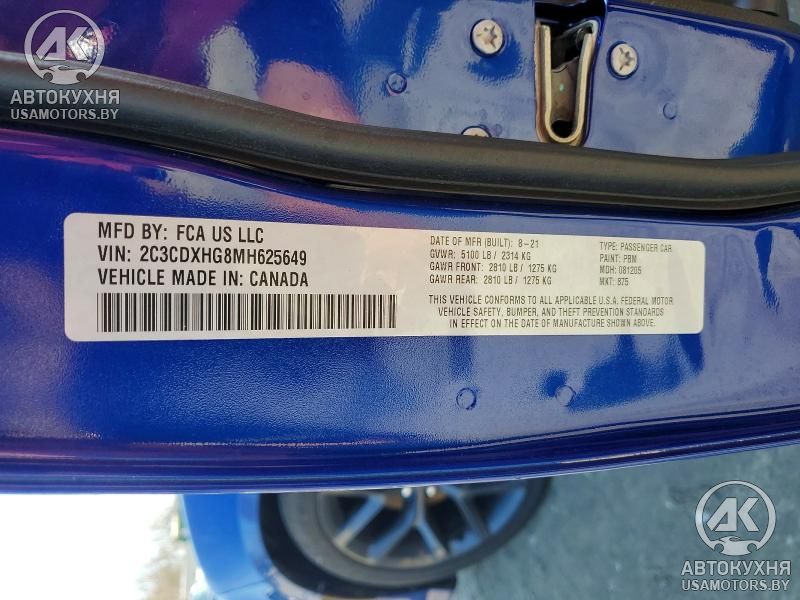 AK
АВТОКУХНЯ
USAMOTORS.BY
MFD BY: FCA US LLC
VIN: 2C3CDXHG8MH625649
VEHICLE MADE IN: CANADA
DATE OF MFR (BUILT): 8-21
GVWR: 5100 LB / 2314 KG
GAWR FRONT: 2810 LB / 1275 KG
GAWR REAR: 2810 LB / 1275 KG
TYPE: PASSENGER CAR
PAINT: PBM
MDH: 081205
MKT: 875
THIS VEHICLE CONFORMS TO ALL APPLICABLE U.S.A. FEDERAL MOTOR
VEHICLE SAFETY, BUMPER, AND THEFT PREVENTION STANDARDS
IN EFFECT ON THE DATE OF MANUFACTURE SHOWN ABOVE.
AK
АВТОКУХНЯ
USAMOTORS.BY